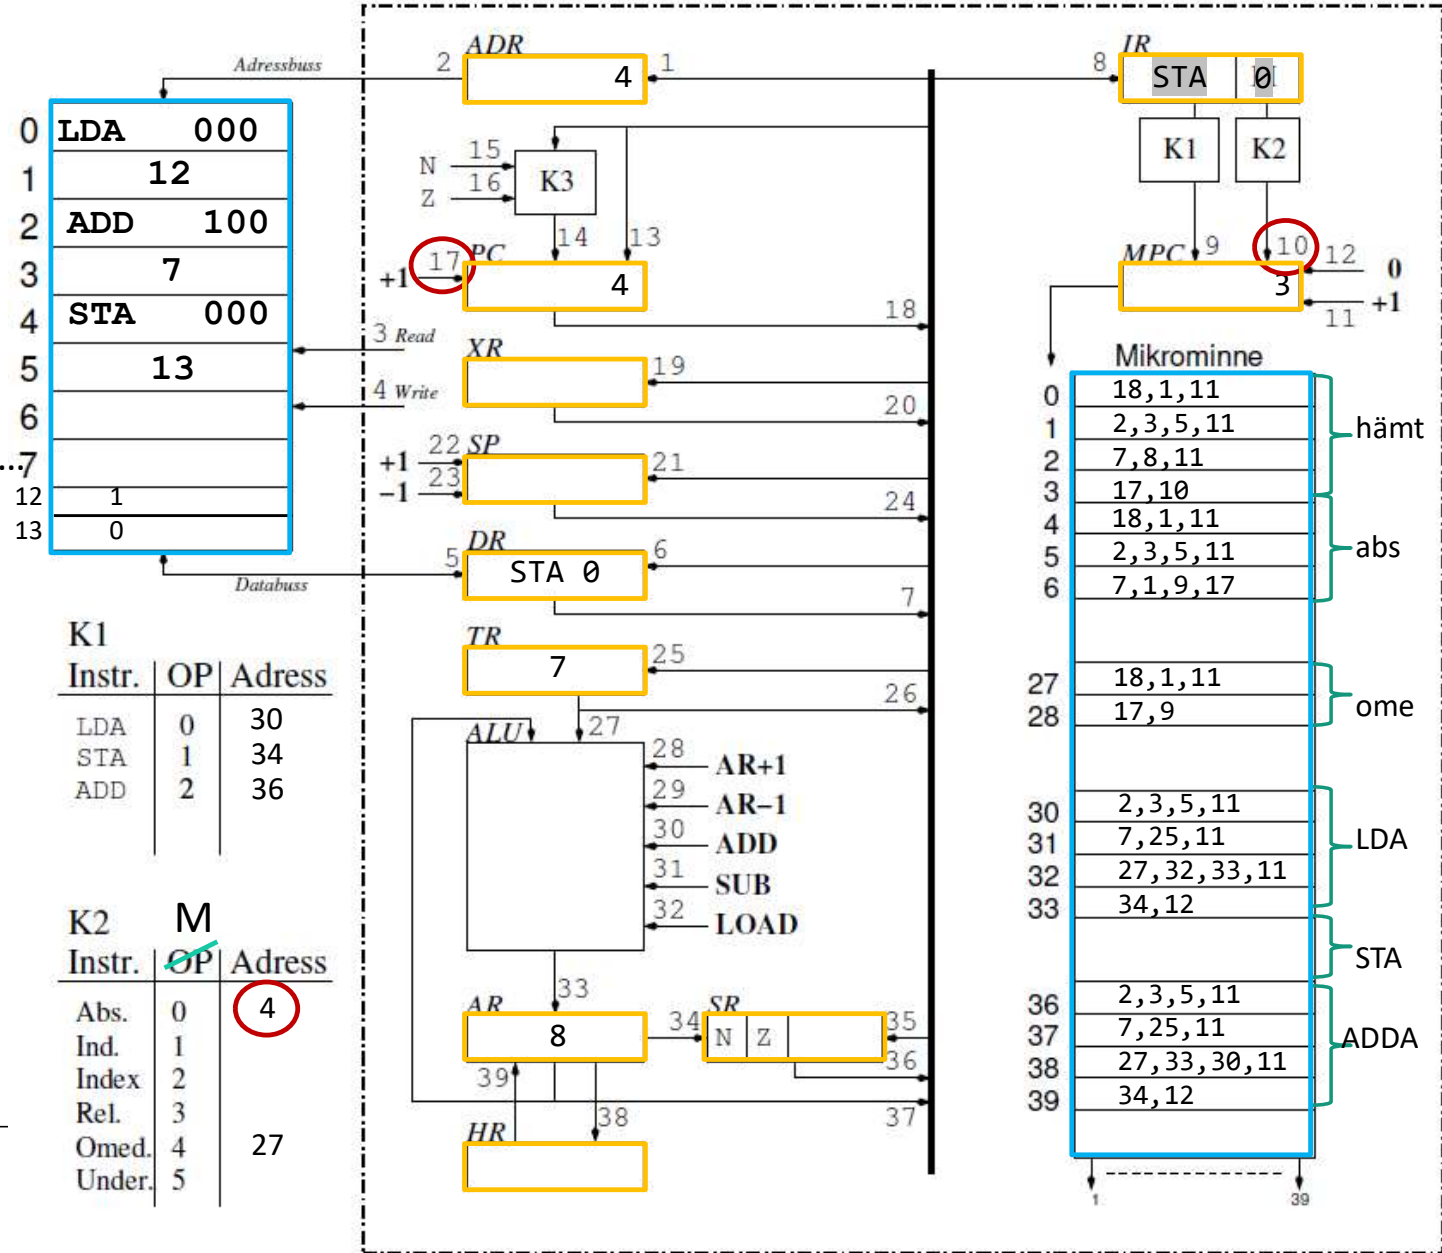 ADR
IR
Adressbuss
2
4
1
8
STA
0
0 LDA 000
1 12
2 ADD 100
3 7
4 STA 000
5 13
6
...7
12 1
13 0
Databuss
N 15
Z 16
K3
K1
K2
14
13
9
10
PC
17
+1
4
18
MPC
3
12 0
11 +1
3 Read
4 Write
XR
19
20
+1 22 SP
-1 23
21
24
DR
5
STA 0
6
7
TR
7
25
26
27
ALU
28 AR+1
29 AR–1
30 ADD
31 SUB
32 LOAD
33
AR
8
34
SR
N Z
35
36
37
39
38
HR
Mikrominne
0 18,1,11
1 2,3,5,11
2 7,8,11
3 17,10
hämt
4 18,1,11
5 2,3,5,11
6 7,1,9,17
abs
27 18,1,11
28 17,9
ome
30 2,3,5,11
31 7,25,11
32 27,32,33,11
33 34,12
LDA
STA
36 2,3,5,11
37 7,25,11
38 27,33,30,11
39 34,12
ADDA
1
39
K1
Instr. OP Adress
LDA 0 30
STA 1 34
ADD 2 36
K2 M
Instr. OP Adress
Abs. 0 4
Ind. 1
Index 2
Rel. 3
Omed. 4 27
Under. 5